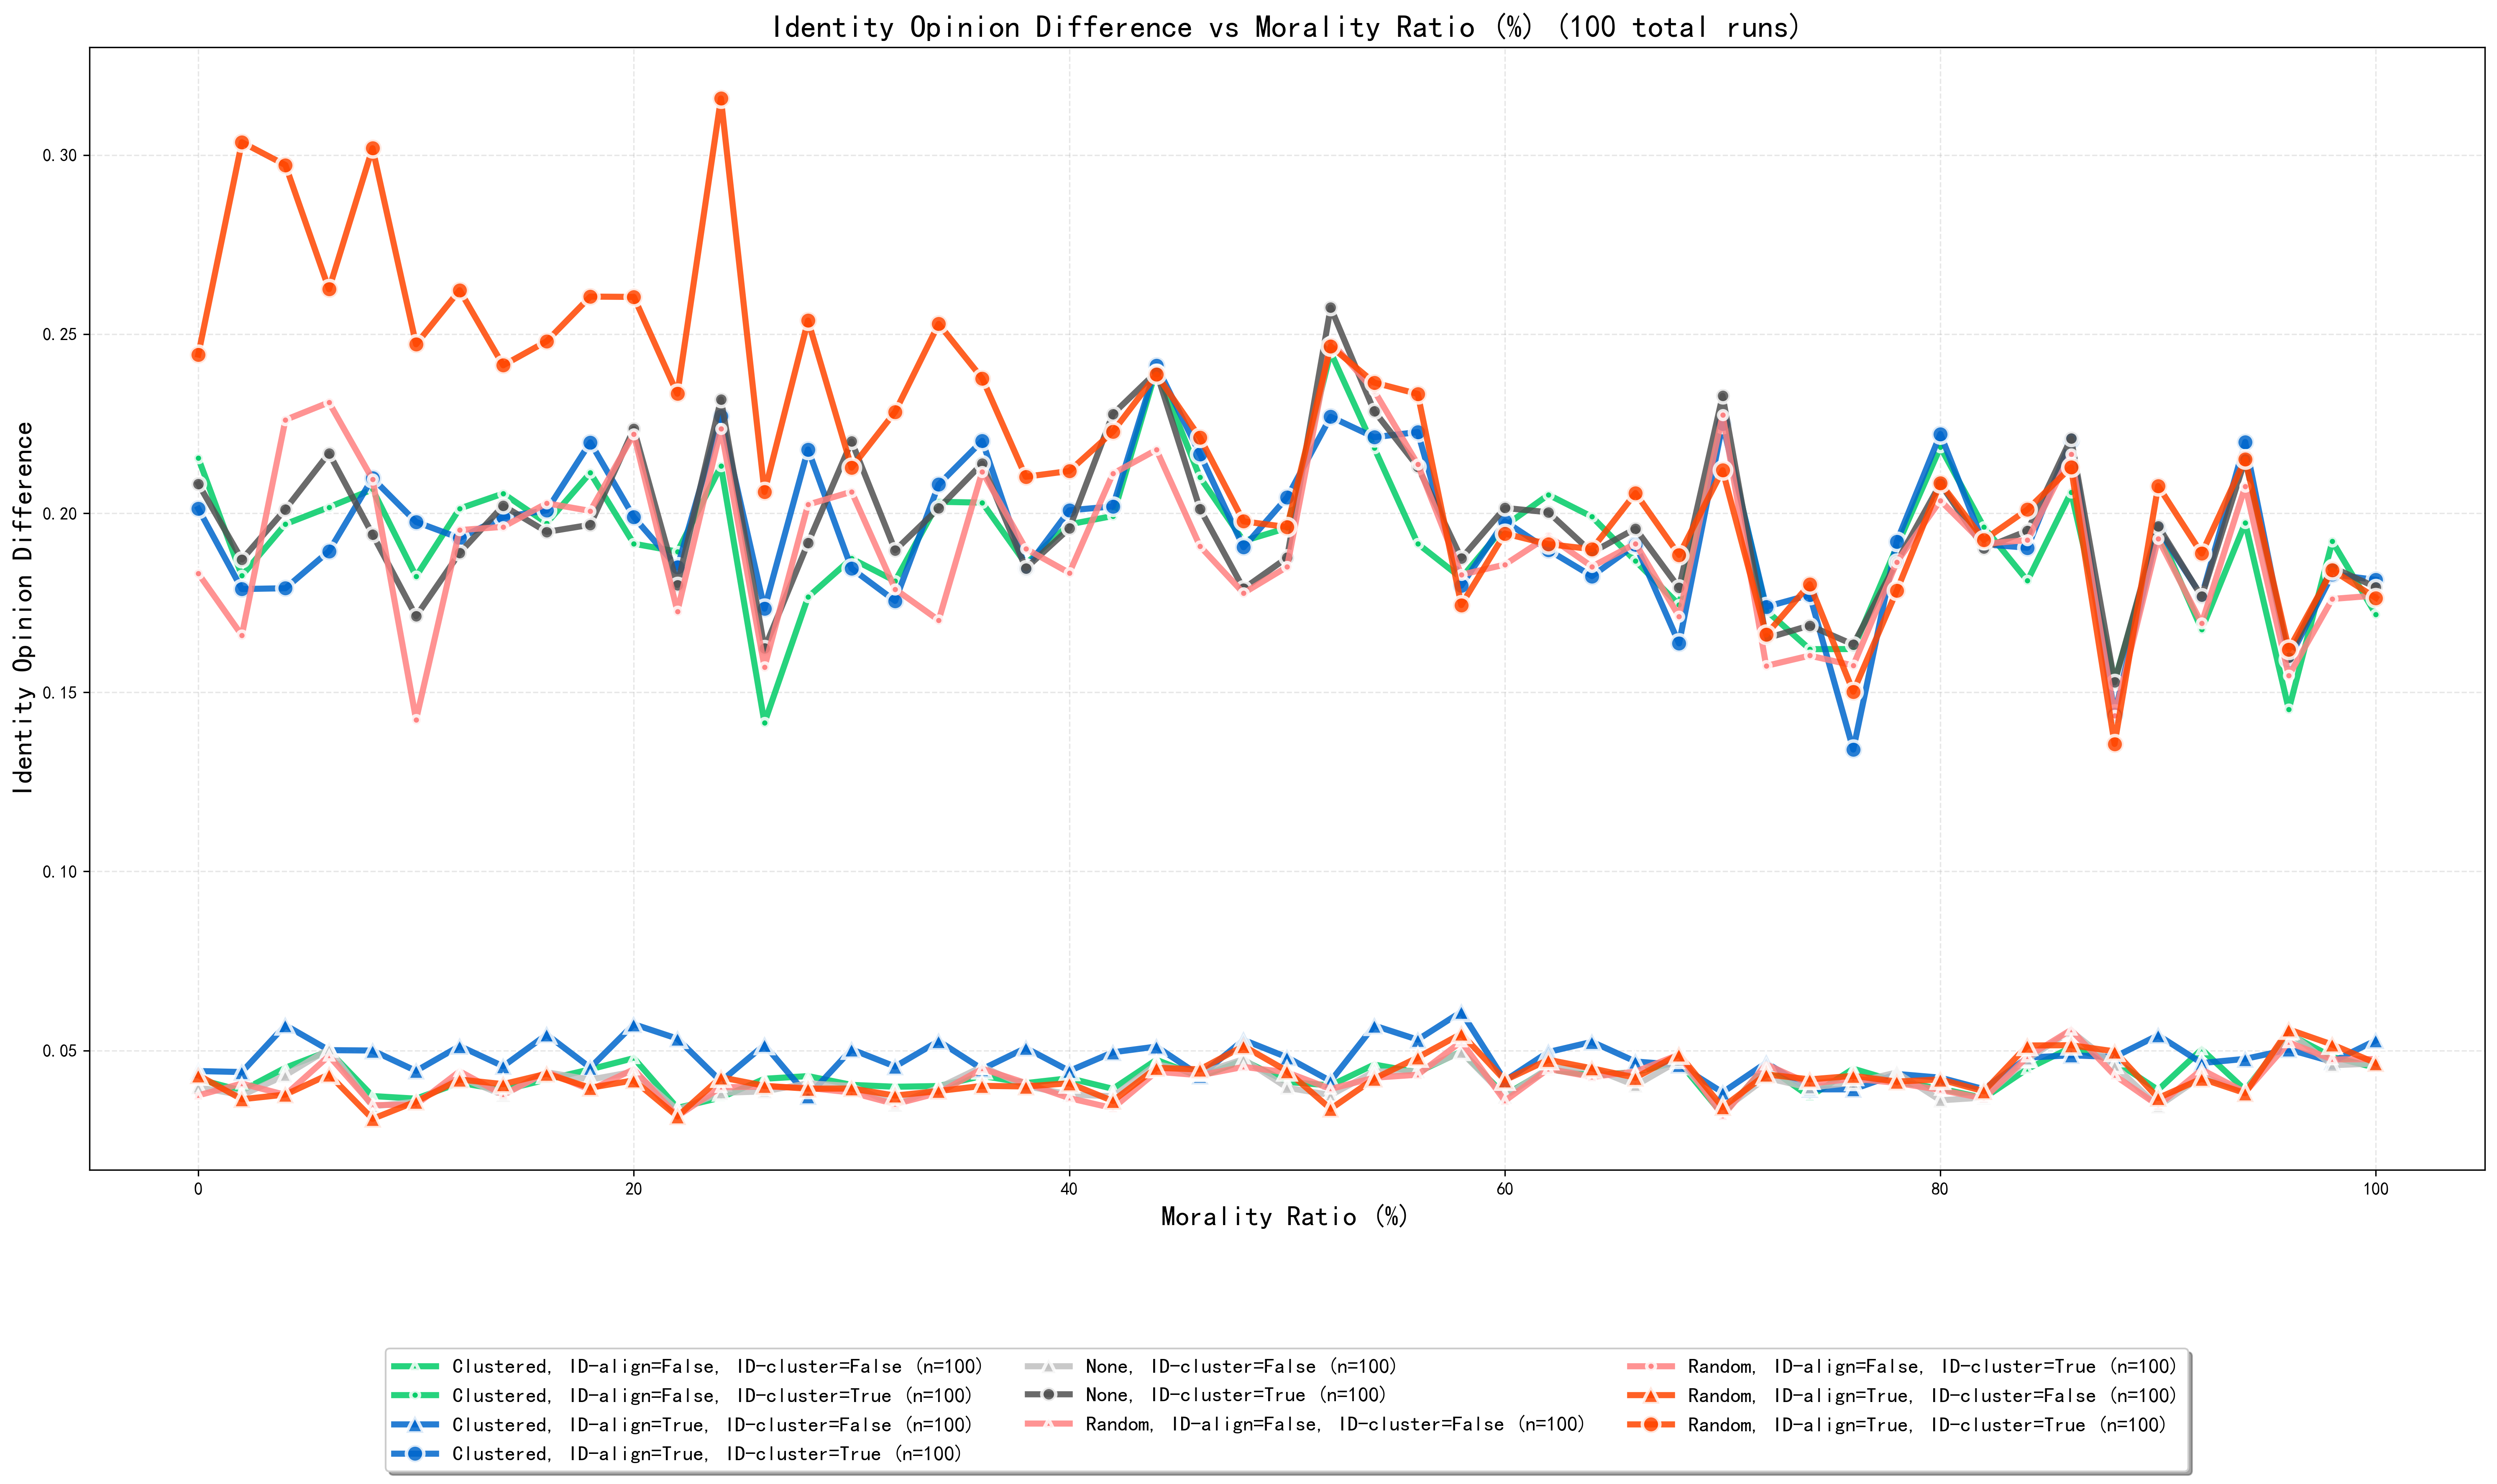 Identity Opinion Difference vs Morality Ratio (%) (100 total runs)
Identity Opinion Difference
0.30
0.25
0.20
0.15
0.10
0.05
0
20
40
60
80
100
Morality Ratio (%)
Clustered, ID-align=False, ID-cluster=False (n=100)
Clustered, ID-align=False, ID-cluster=True (n=100)
Clustered, ID-align=True, ID-cluster=False (n=100)
Clustered, ID-align=True, ID-cluster=True (n=100)
None, ID-cluster=False (n=100)
None, ID-cluster=True (n=100)
Random, ID-align=False, ID-cluster=False (n=100)
Random, ID-align=False, ID-cluster=True (n=100)
Random, ID-align=True, ID-cluster=False (n=100)
Random, ID-align=True, ID-cluster=True (n=100)